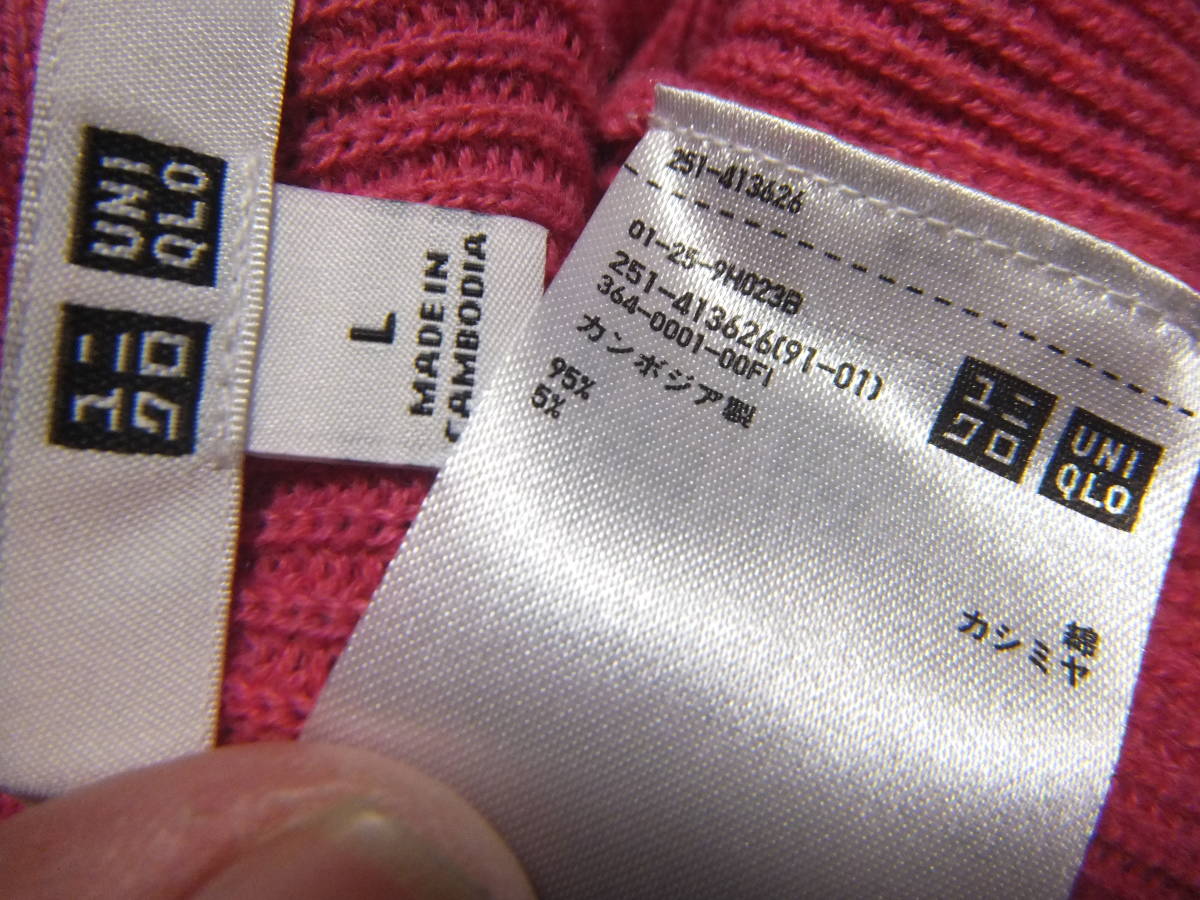 UNI
QLO
ユニ
クロ
L
MADE IN
CAMBODIA
251-413626
01-25-9H023B
251-413626(91-01)
364-0001-00F1
カンボジア製
95%
5%
ユニ
クロ
UNI
QLO
綿
カシミヤ